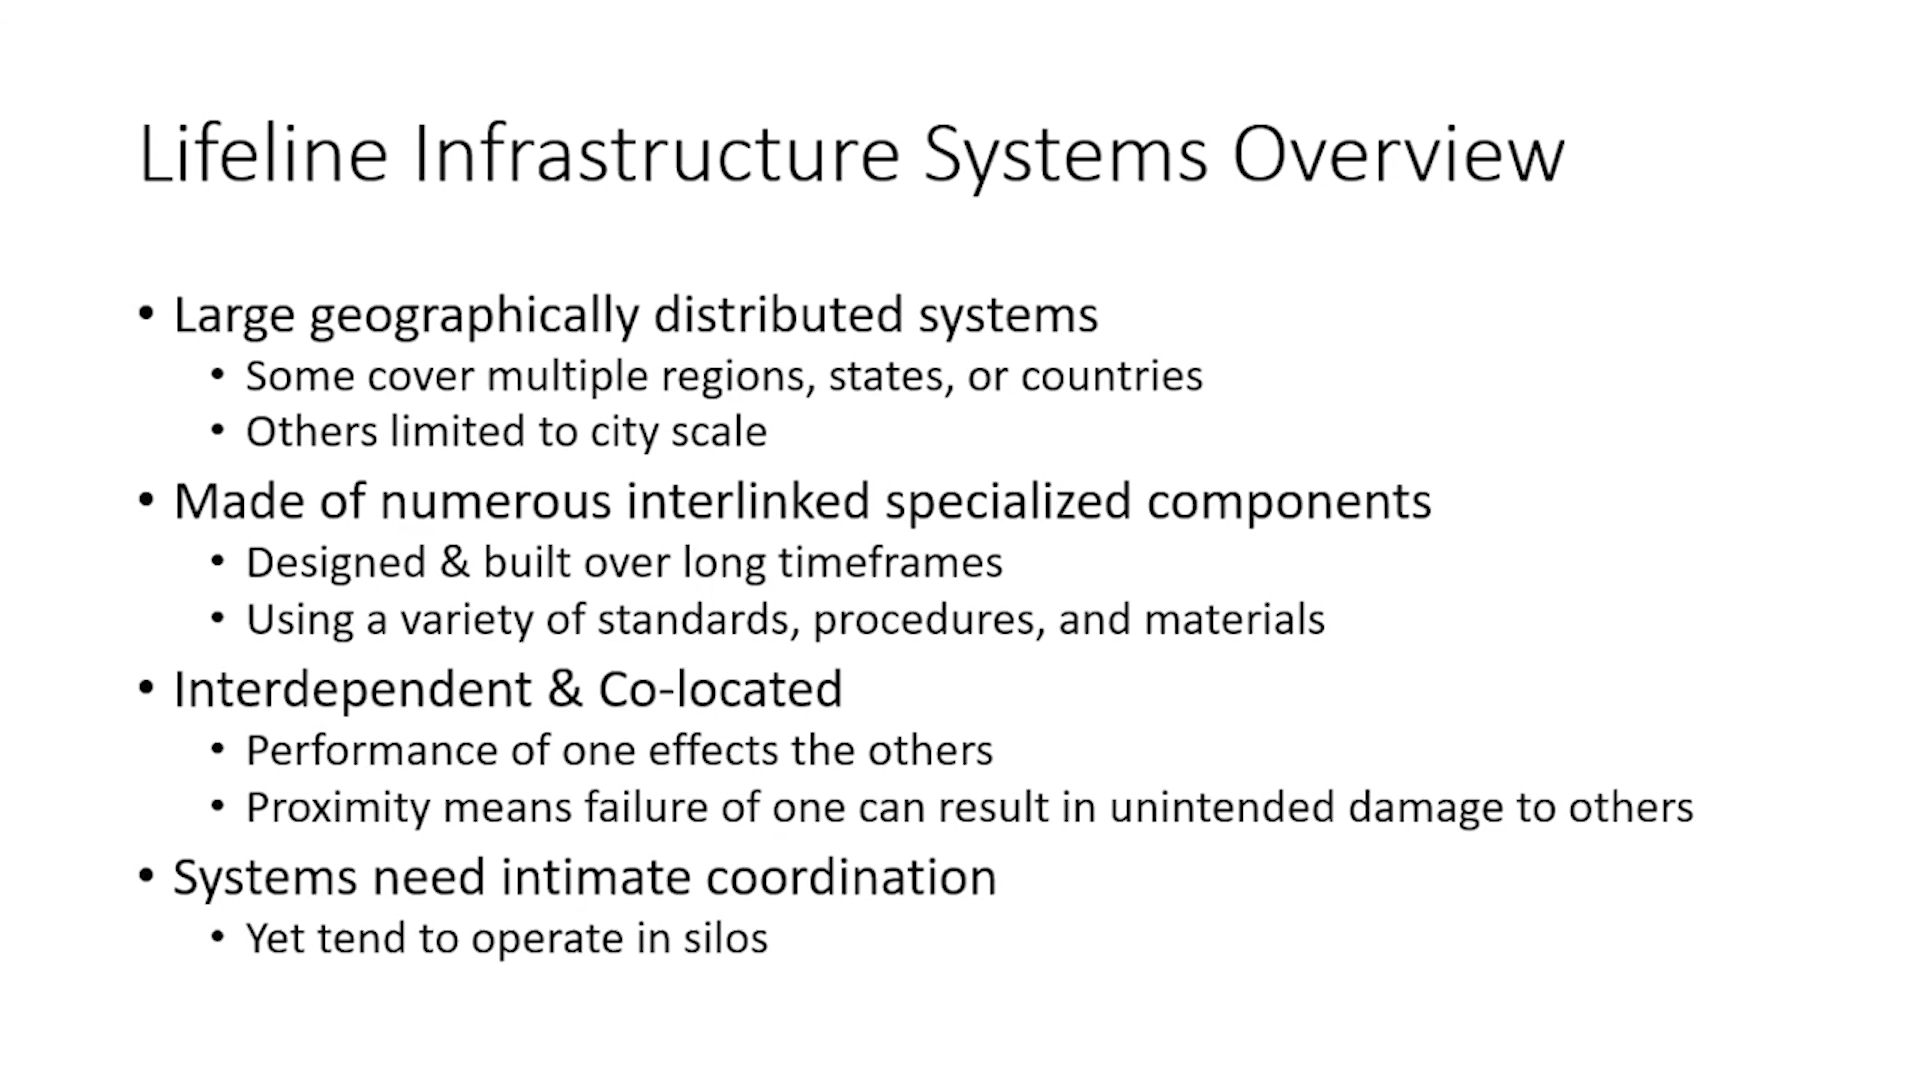 Lifeline Infrastructure Systems Overview
• Large geographically distributed systems
• Some cover multiple regions, states, or countries
• Others limited to city scale
• Made of numerous interlinked specialized components
• Designed & built over long timeframes
• Using a variety of standards, procedures, and materials
• Interdependent & Co-located
• Performance of one effects the others
• Proximity means failure of one can result in unintended damage to others
• Systems need intimate coordination
• Yet tend to operate in silos